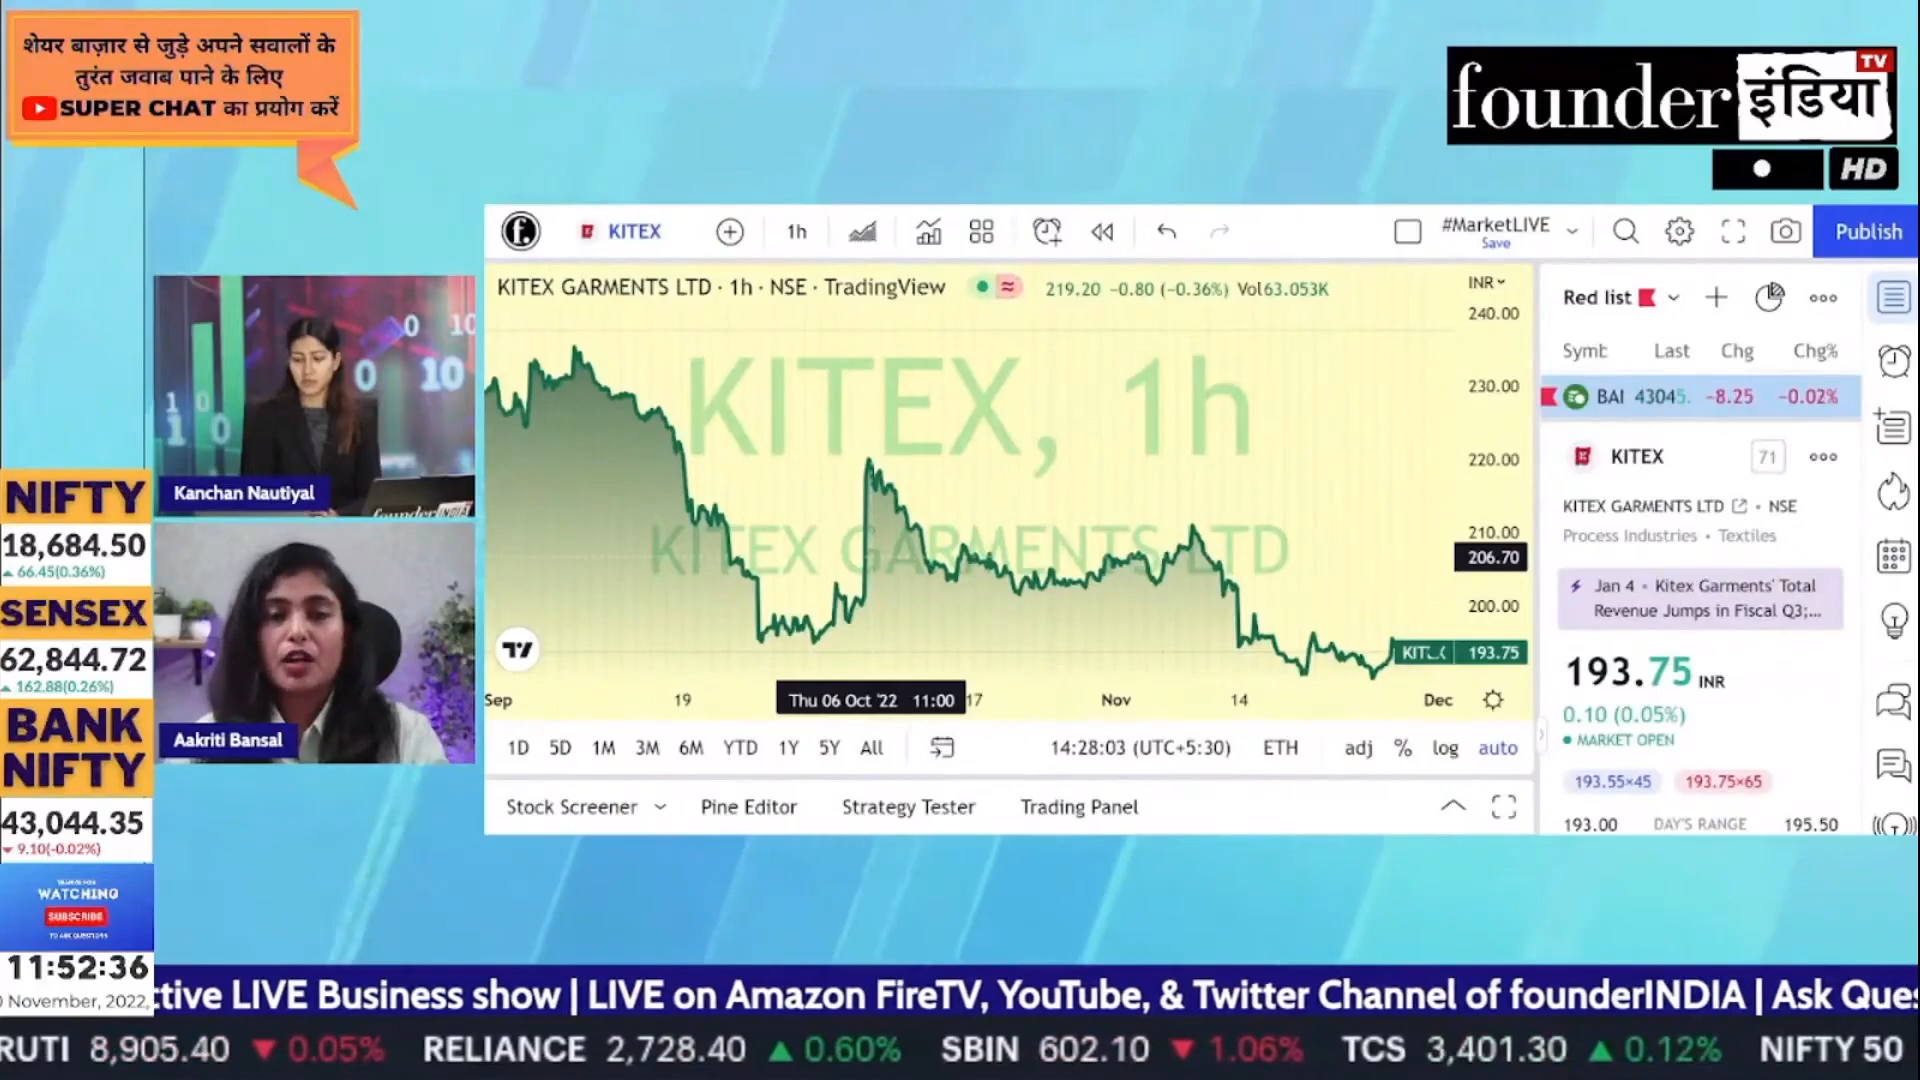 शेयर बाज़ार से जुड़े अपने सवालों के
तुरंत जवाब पाने के लिए
SUPER CHAT का प्रयोग करें
founder इंडिया TV
HD
KITEX
1h
#MarketLIVE
Save
Publish
KITEX GARMENTS LTD · 1h · NSE · TradingView
219.20 −0.80 (−0.36%) Vol63.053K
INR
240.00
230.00
220.00
210.00
206.70
200.00
193.75
KITEX, 1h
KITEX GARMENTS LTD
Sep
19
Thu 06 Oct '22 11:00
17
Nov
14
Dec
1D 5D 1M 3M 6M YTD 1Y 5Y All
14:28:03 (UTC+5:30) ETH adj % log auto
Stock Screener Pine Editor Strategy Tester Trading Panel
Red list
Symb Last Chg Chg%
BAI 43045. −8.25 −0.02%
KITEX 71
KITEX GARMENTS LTD · NSE
Process Industries · Textiles
Jan 4 · Kitex Garments' Total
Revenue Jumps in Fiscal Q3;...
193.75 INR
0.10 (0.05%)
MARKET OPEN
193.55×45 193.75×65
193.00 DAY'S RANGE 195.50
Kanchan Nautiyal
founderINDIA
Aakriti Bansal
NIFTY
18,684.50
66.45(0.36%)
SENSEX
62,844.72
162.88(0.26%)
BANK
NIFTY
43,044.35
9.10(-0.02%)
THANKS FOR
WATCHING
SUBSCRIBE
TO ASK QUESTIONS
11:52:36
0 November, 2022,
ctive LIVE Business show | LIVE on Amazon FireTV, YouTube, & Twitter Channel of founderINDIA | Ask Ques
RUTI 8,905.40 ▼ 0.05% RELIANCE 2,728.40 ▲ 0.60% SBIN 602.10 ▼ 1.06% TCS 3,401.30 ▲ 0.12% NIFTY 50